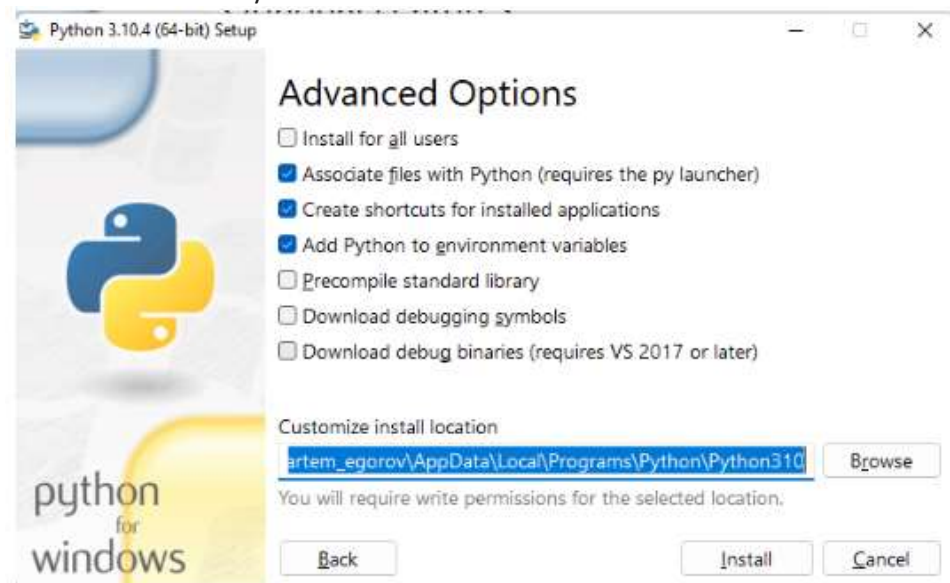 Python 3.10.4 (64-bit) Setup
Advanced Options
Install for all users
Associate files with Python (requires the py launcher)
Create shortcuts for installed applications
Add Python to environment variables
Precompile standard library
Download debugging symbols
Download debug binaries (requires VS 2017 or later)
Customize install location
artem_egorov\AppData\Local\Programs\Python\Python310
Browse
You will require write permissions for the selected location.
python
for
windows
Back
Install
Cancel